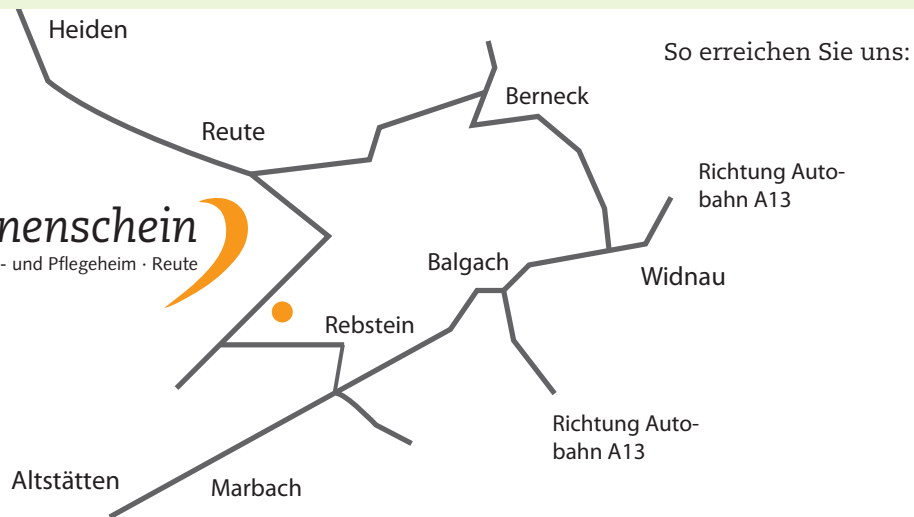 Heiden
So erreichen Sie uns:
Berneck
Reute
Richtung Auto-
bahn A13
nenschein
- und Pflegeheim · Reute
Balgach
Widnau
Rebstein
Richtung Auto-
bahn A13
Altstätten
Marbach